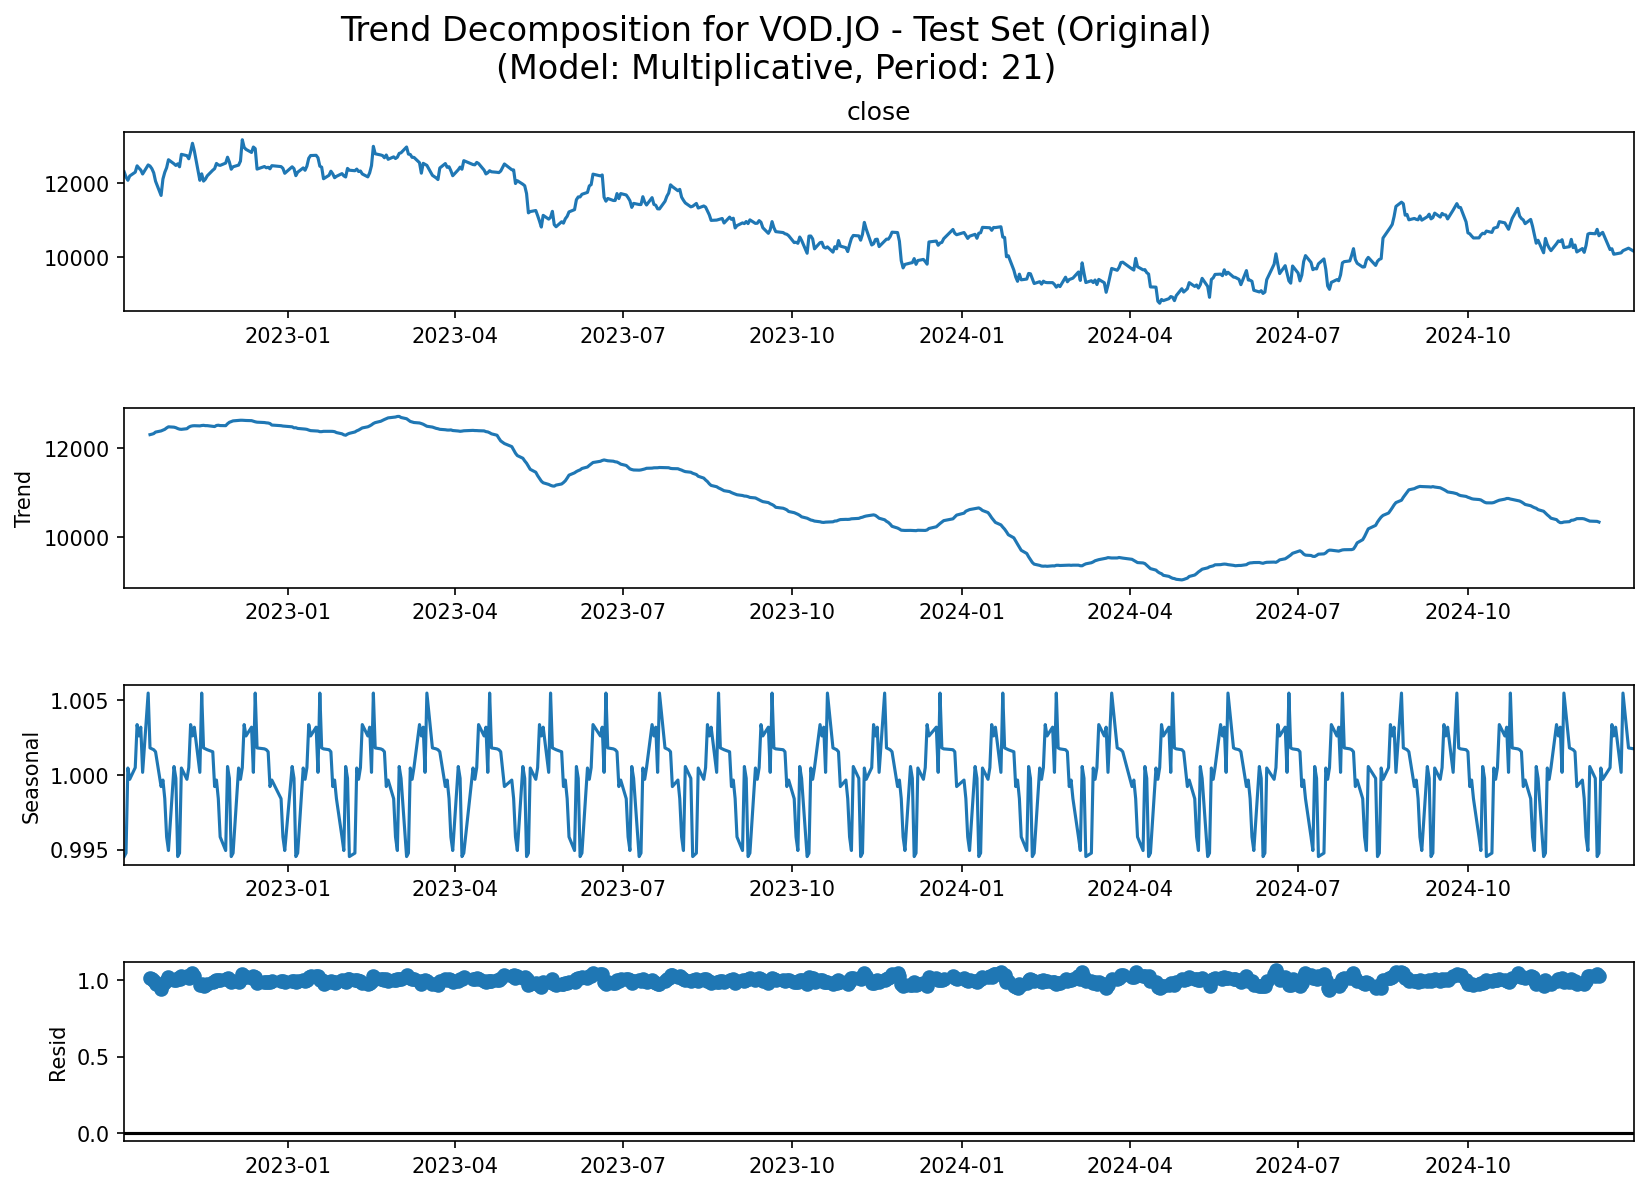 Trend Decomposition for VOD.JO - Test Set (Original)
(Model: Multiplicative, Period: 21)
close
12000
10000
2023-01 2023-04 2023-07 2023-10 2024-01 2024-04 2024-07 2024-10
Trend
12000
10000
2023-01 2023-04 2023-07 2023-10 2024-01 2024-04 2024-07 2024-10
Seasonal
1.005
1.000
0.995
2023-01 2023-04 2023-07 2023-10 2024-01 2024-04 2024-07 2024-10
Resid
1.0
0.5
0.0
2023-01 2023-04 2023-07 2023-10 2024-01 2024-04 2024-07 2024-10